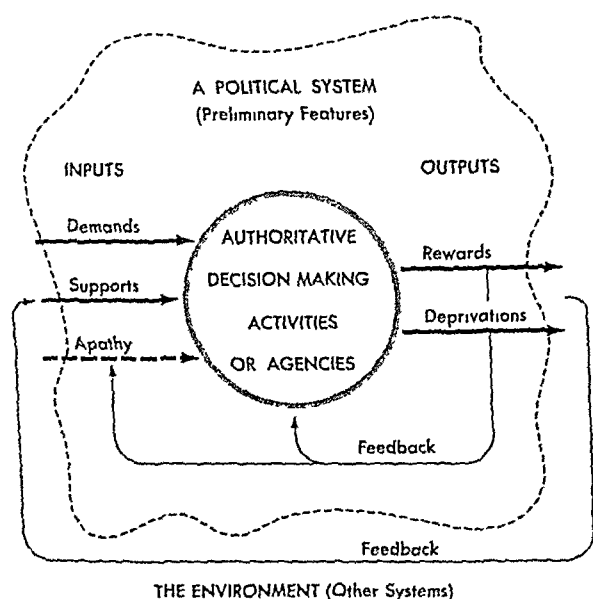 A POLITICAL SYSTEM
(Preliminary Features)
INPUTS
OUTPUTS
Demands
Supports
Apathy
AUTHORITATIVE
DECISION MAKING
ACTIVITIES
OR AGENCIES
Rewards
Deprivations
Feedback
Feedback
THE ENVIRONMENT (Other Systems)